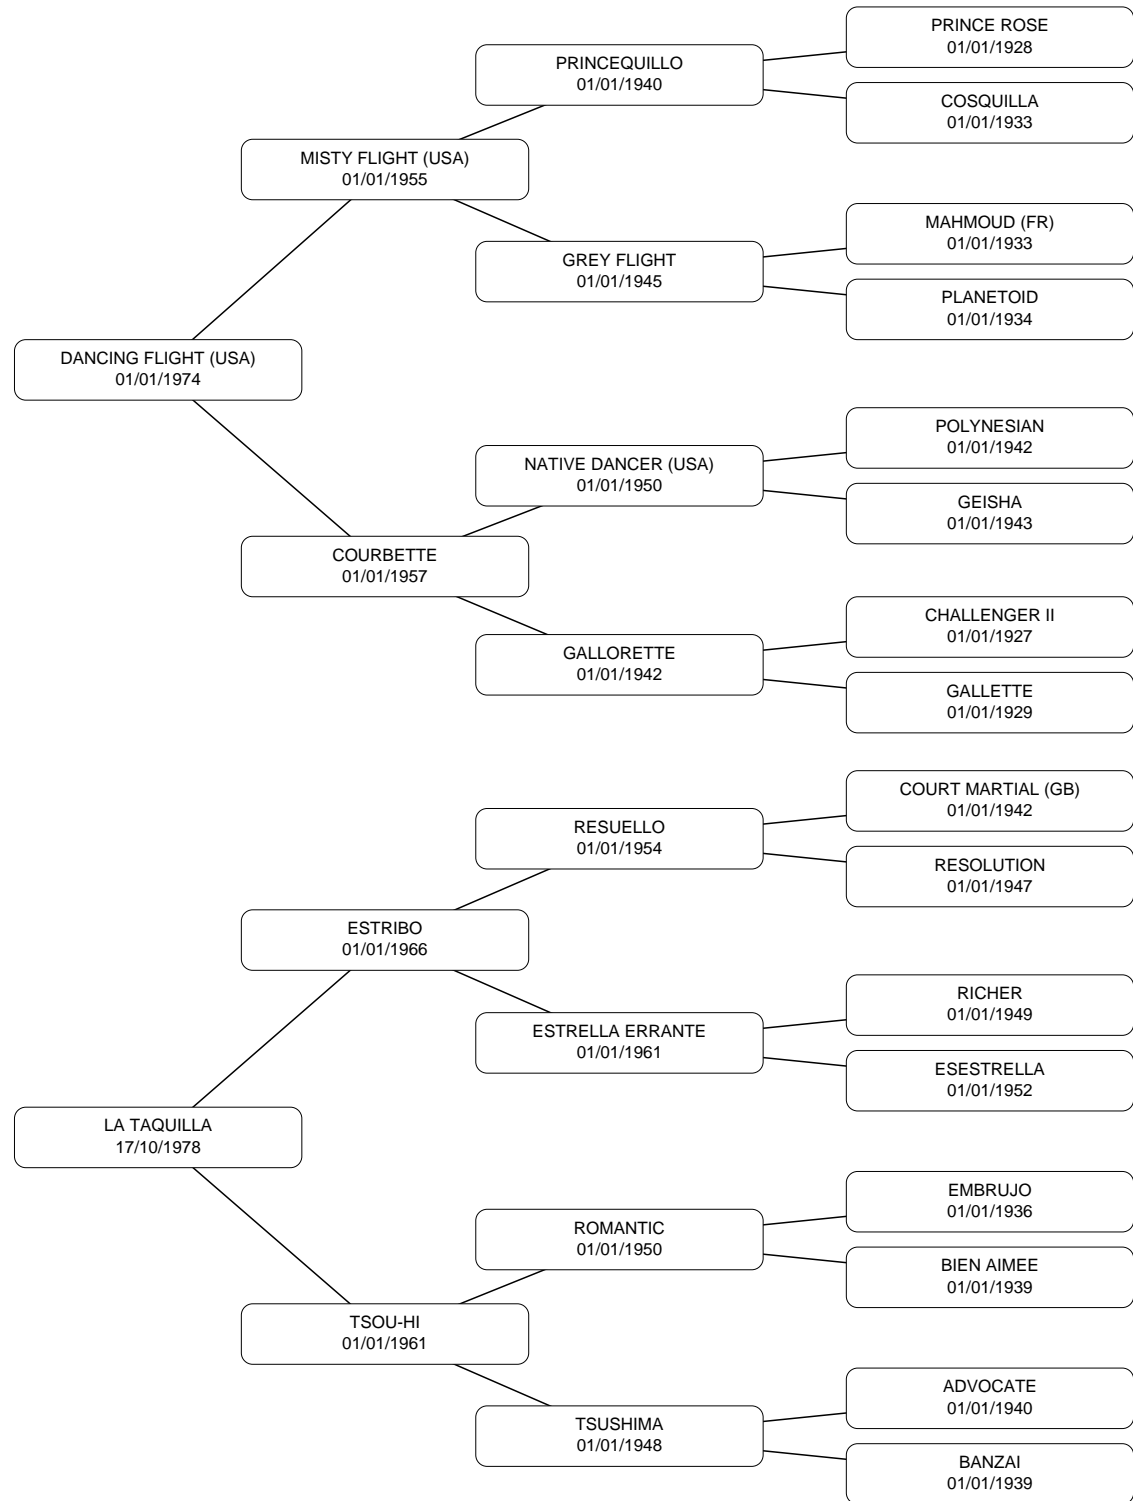 PRINCE ROSE
01/01/1928
PRINCEQUILLO
01/01/1940
COSQUILLA
01/01/1933
MISTY FLIGHT (USA)
01/01/1955
MAHMOUD (FR)
01/01/1933
GREY FLIGHT
01/01/1945
PLANETOID
01/01/1934
DANCING FLIGHT (USA)
01/01/1974
POLYNESIAN
01/01/1942
NATIVE DANCER (USA)
01/01/1950
GEISHA
01/01/1943
COURBETTE
01/01/1957
CHALLENGER II
01/01/1927
GALLORETTE
01/01/1942
GALLETTE
01/01/1929
COURT MARTIAL (GB)
01/01/1942
RESUELLO
01/01/1954
RESOLUTION
01/01/1947
ESTRIBO
01/01/1966
RICHER
01/01/1949
ESTRELLA ERRANTE
01/01/1961
ESESTRELLA
01/01/1952
LA TAQUILLA
17/10/1978
EMBRUJO
01/01/1936
ROMANTIC
01/01/1950
BIEN AIMEE
01/01/1939
TSOU-HI
01/01/1961
ADVOCATE
01/01/1940
TSUSHIMA
01/01/1948
BANZAI
01/01/1939